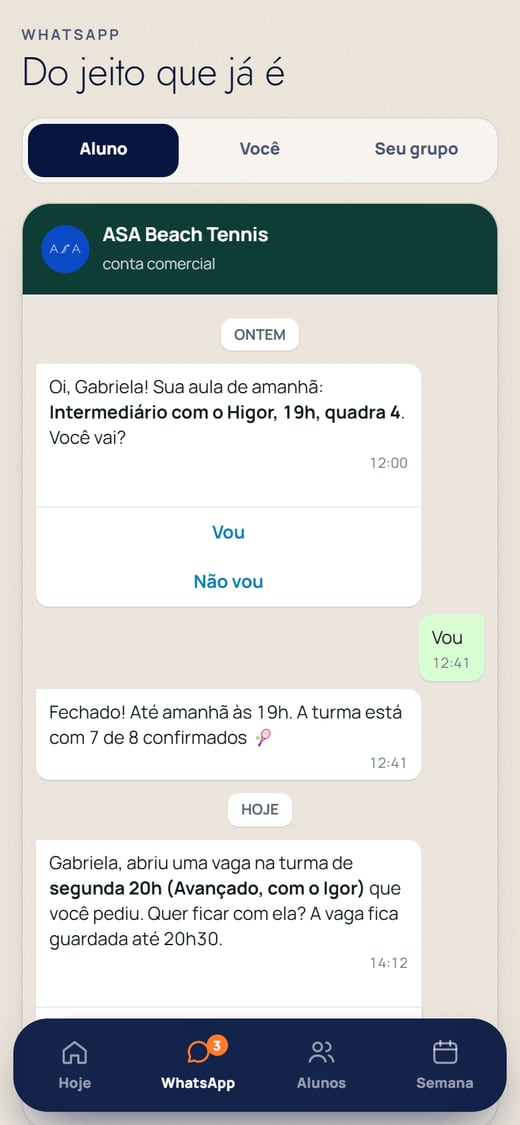 WHATSAPP
Do jeito que já é
Aluno
Você
Seu grupo
ASA
ASA Beach Tennis
conta comercial
ONTEM
Oi, Gabriela! Sua aula de amanhã:
Intermediário com o Higor, 19h, quadra 4.
Você vai?
12:00
Vou
Não vou
Vou
12:41
Fechado! Até amanhã às 19h. A turma está
com 7 de 8 confirmados
12:41
HOJE
Gabriela, abriu uma vaga na turma de
segunda 20h (Avançado, com o Igor) que
você pediu. Quer ficar com ela? A vaga fica
guardada até 20h30.
14:12
3
Hoje
WhatsApp
Alunos
Semana